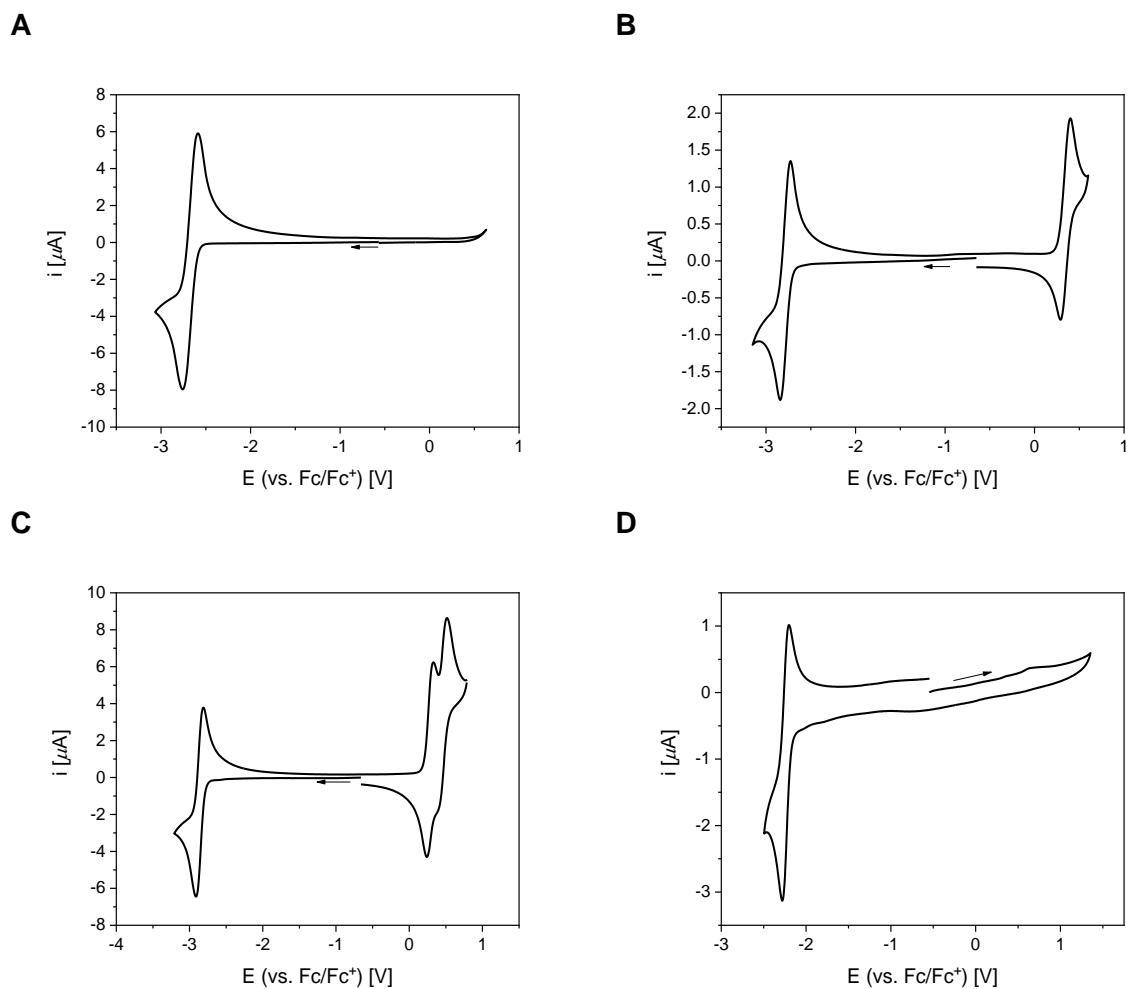 A
8
6
4
2
0
-2
-4
-6
-8
-10
i [μA]
-3 -2 -1 0 1
E (vs. Fc/Fc⁺) [V]
B
2.0
1.5
1.0
0.5
0.0
-0.5
-1.0
-1.5
-2.0
i [μA]
-3 -2 -1 0 1
E (vs. Fc/Fc⁺) [V]
C
10
8
6
4
2
0
-2
-4
-6
-8
i [μA]
-4 -3 -2 -1 0 1
E (vs. Fc/Fc⁺) [V]
D
1
0
-1
-2
-3
i [μA]
-3 -2 -1 0 1
E (vs. Fc/Fc⁺) [V]